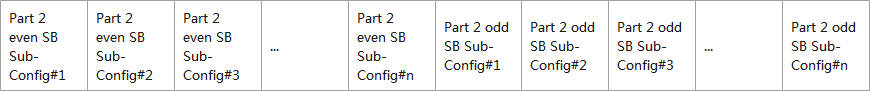 Part 2
even SB
Sub-
Config#1
Part 2
even SB
Sub-
Config#2
Part 2
even SB
Sub-
Config#3
...
Part 2
even SB
Sub-
Config#n
Part 2 odd
SB Sub-
Config#1
Part 2 odd
SB Sub-
Config#2
Part 2 odd
SB Sub-
Config#3
...
Part 2 odd
SB Sub-
Config#n